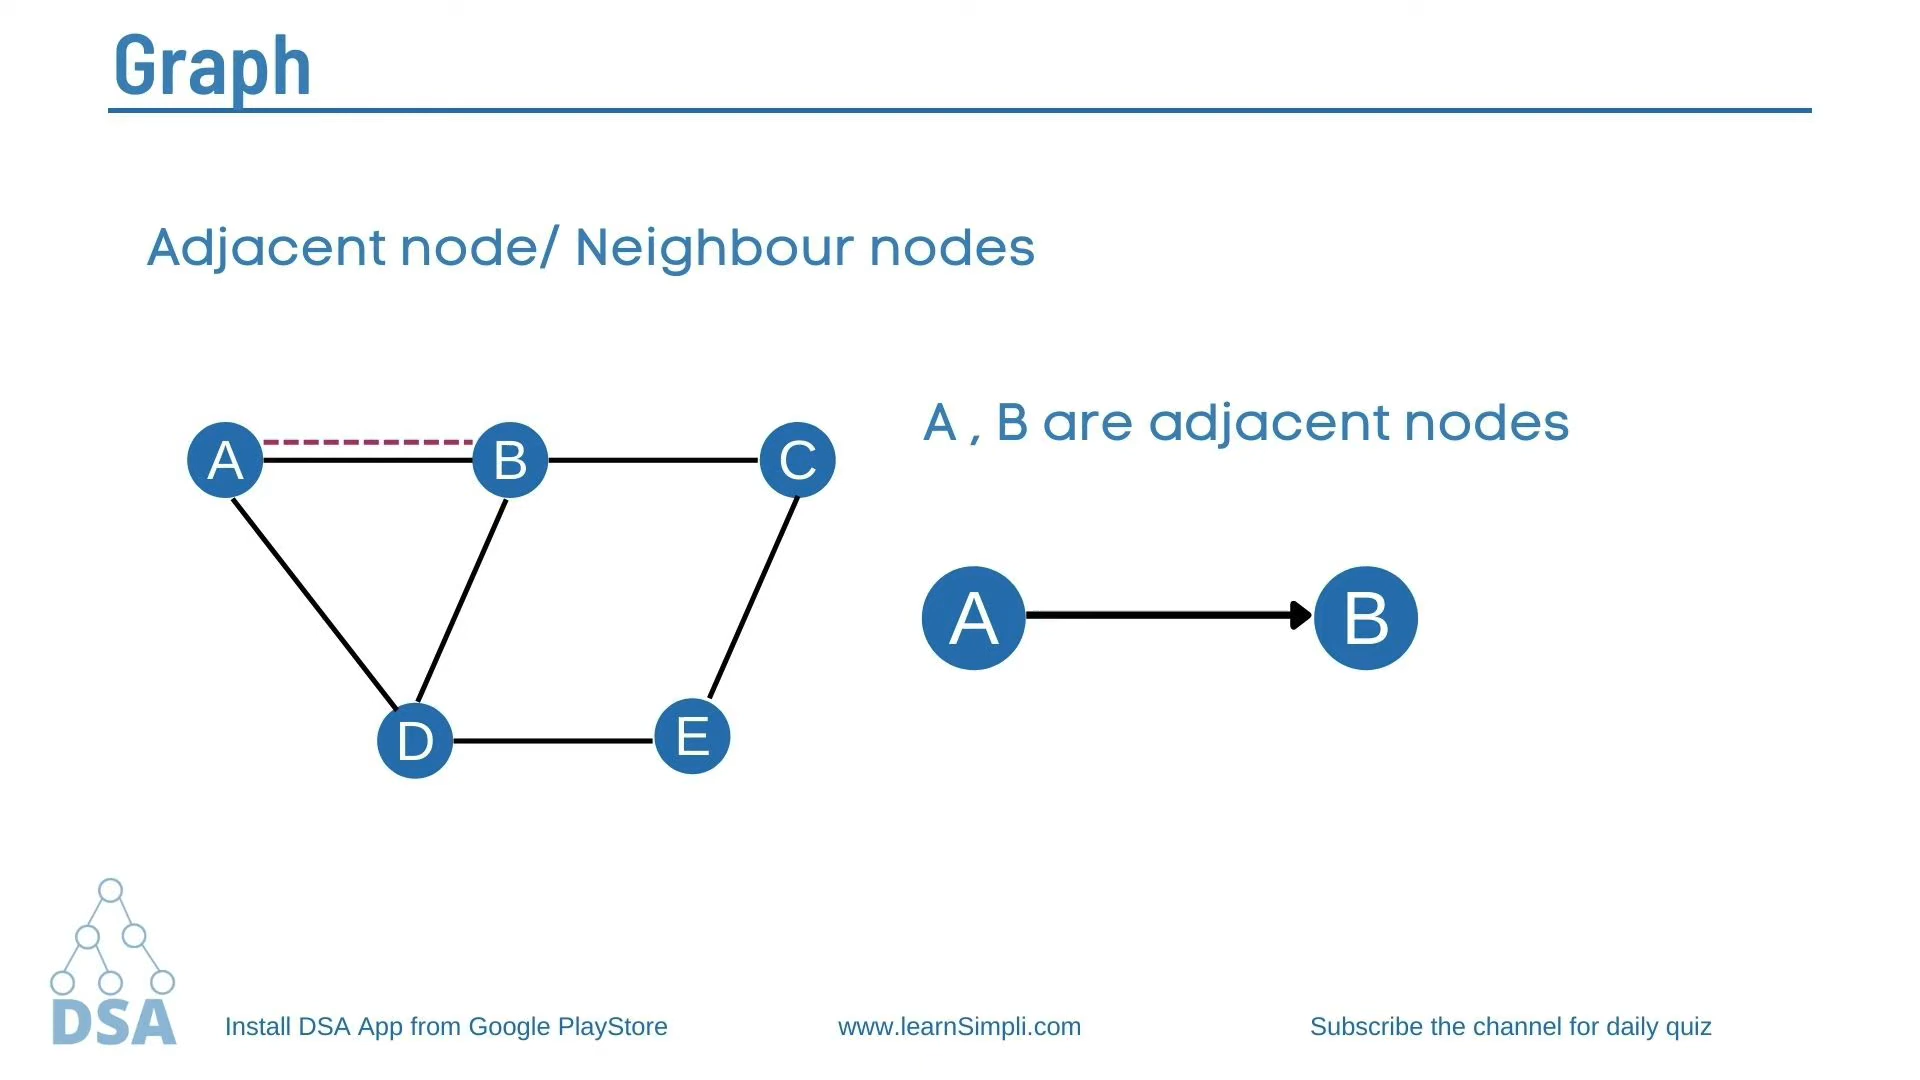 Graph
Adjacent node/ Neighbour nodes
A , B are adjacent nodes
A B C
A B
D E
DSA
Install DSA App from Google PlayStore
www.learnSimpli.com
Subscribe the channel for daily quiz